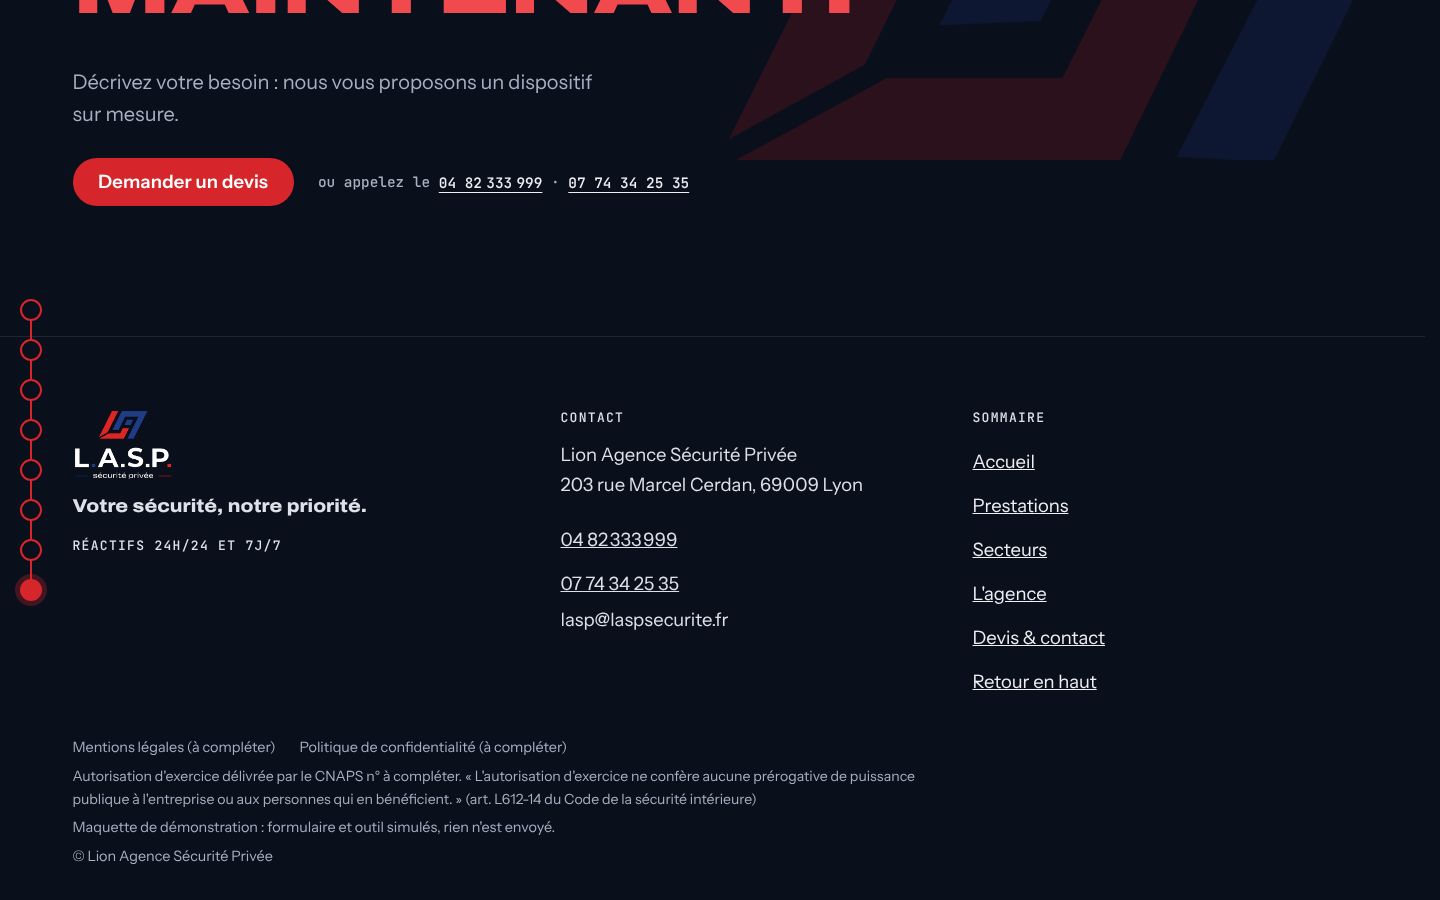 MAINTENANT.
Décrivez votre besoin : nous vous proposons un dispositif
sur mesure.
Demander un devis
ou appelez le 04 82 333 999 · 07 74 34 25 35
L.A.S.P.
sécurité privée
Votre sécurité, notre priorité.
RÉACTIFS 24H/24 ET 7J/7
CONTACT
Lion Agence Sécurité Privée
203 rue Marcel Cerdan, 69009 Lyon
04 82 333 999
07 74 34 25 35
lasp@laspsecurite.fr
SOMMAIRE
Accueil
Prestations
Secteurs
L'agence
Devis & contact
Retour en haut
Mentions légales (à compléter) Politique de confidentialité (à compléter)
Autorisation d'exercice délivrée par le CNAPS n° à compléter. « L'autorisation d'exercice ne confère aucune prérogative de puissance
publique à l'entreprise ou aux personnes qui en bénéficient. » (art. L612-14 du Code de la sécurité intérieure)
Maquette de démonstration : formulaire et outil simulés, rien n'est envoyé.
© Lion Agence Sécurité Privée